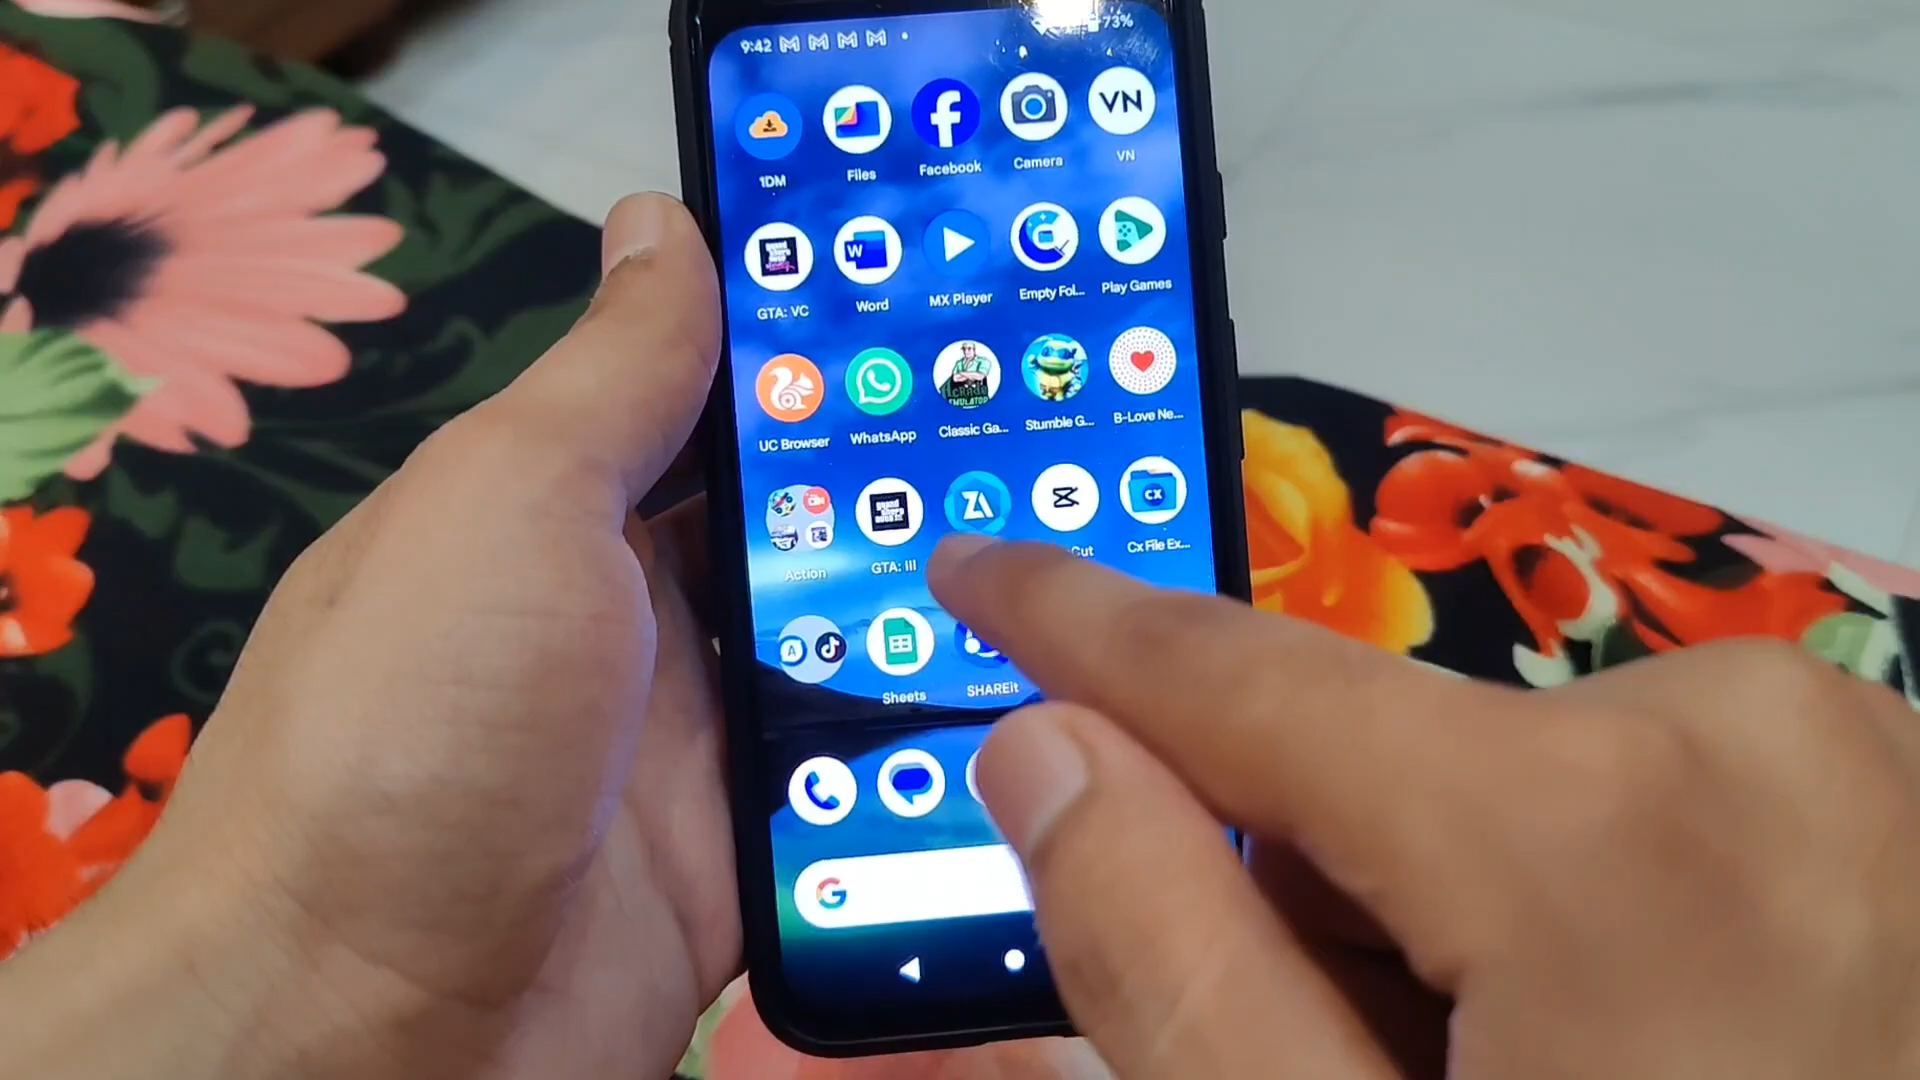 9:42
73%
1DM
Files
Facebook
Camera
VN
VN
GTA: VC
W
Word
MX Player
Empty Fol...
Play Games
UC Browser
WhatsApp
Classic Ga...
Stumble G...
B-Love Ne...
Action
GTA: III
ZA
Cut
CX
Cx File Ex...
A
Sheets
SHAREit
G